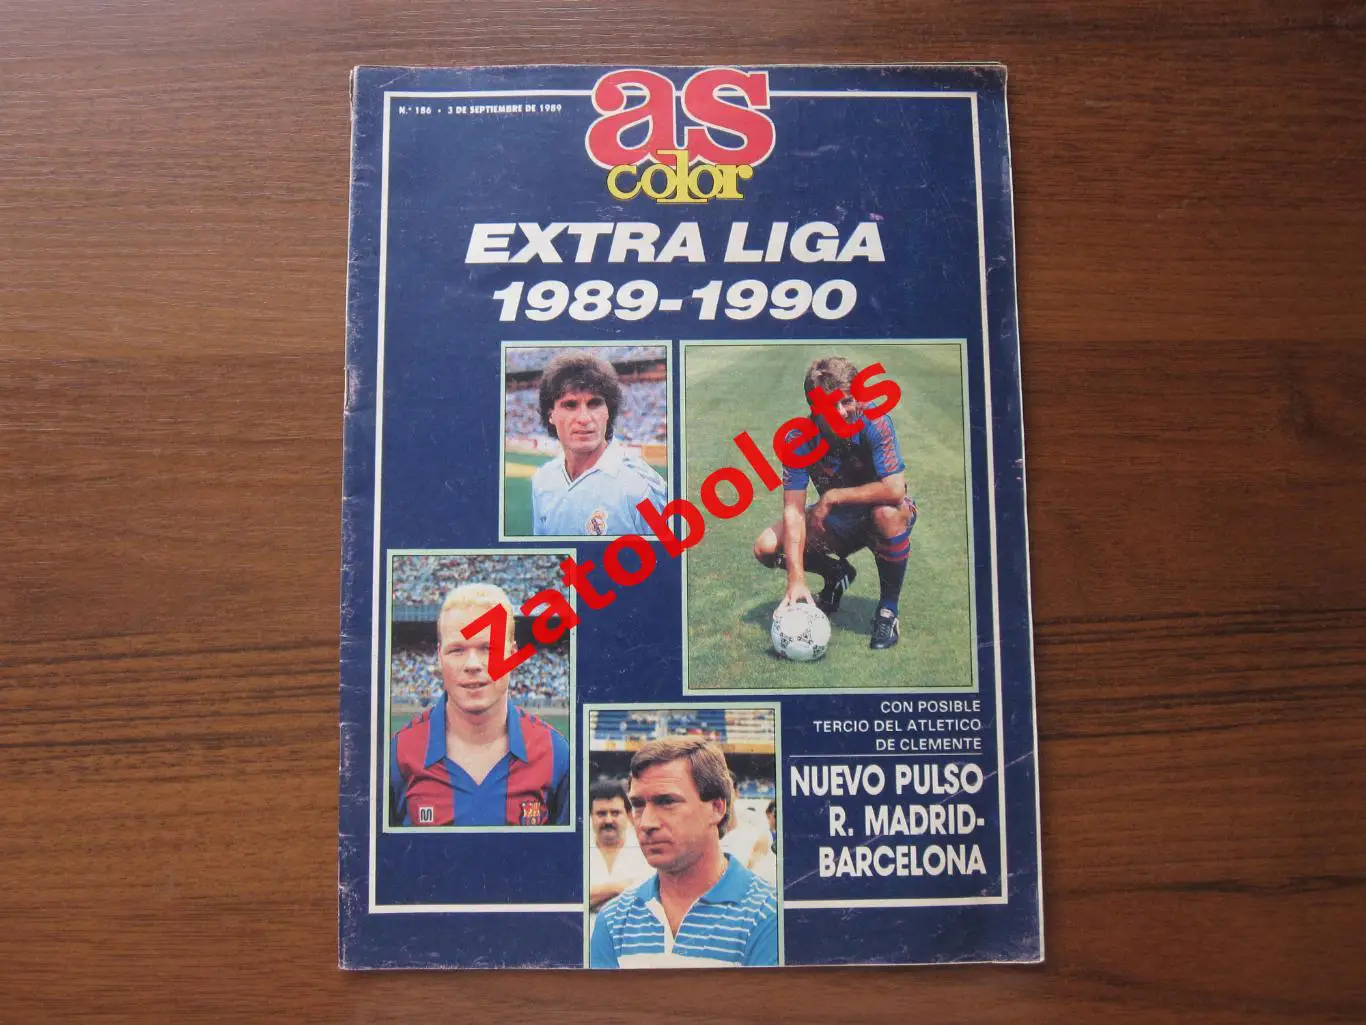 N.º 186 • 3 DE SEPTIEMBRE DE 1989
as
color
EXTRA LIGA
1989-1990
Zatobolets
CON POSIBLE
TERCIO DEL ATLETICO
DE CLEMENTE
NUEVO PULSO
R. MADRID-
BARCELONA